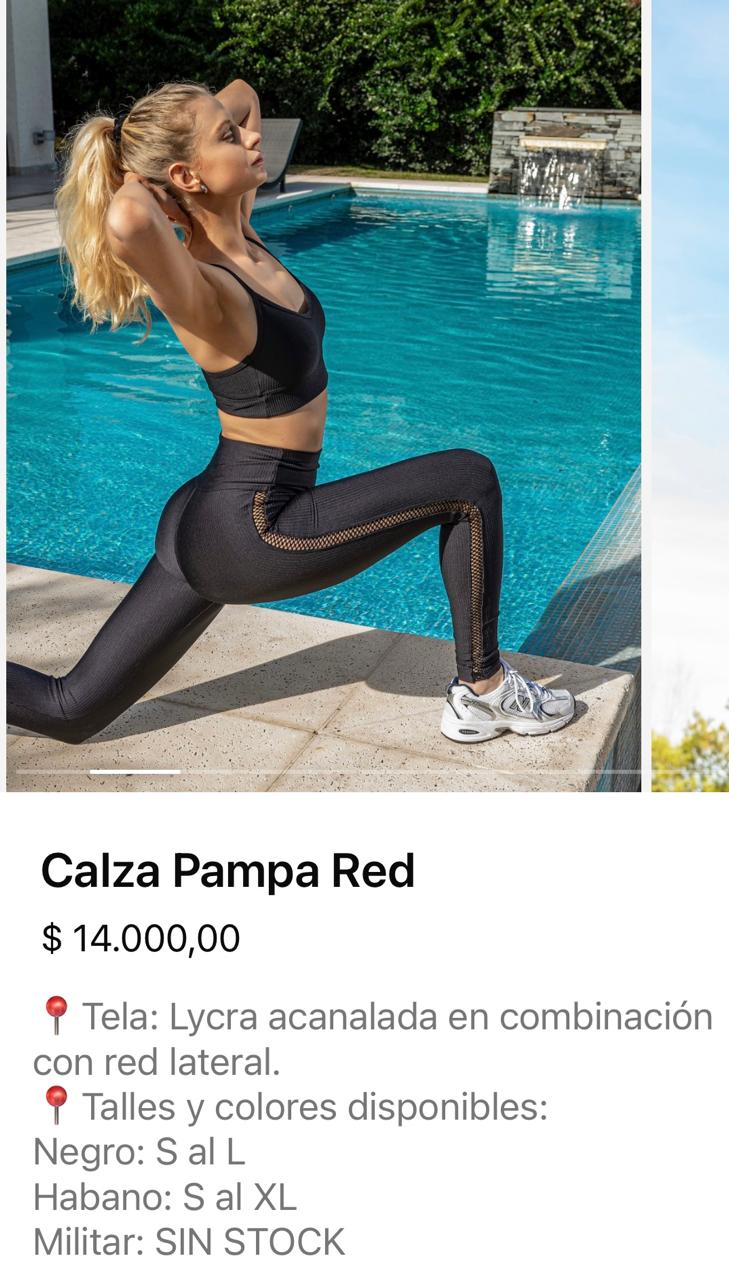 Calza Pampa Red
$ 14.000,00
📍 Tela: Lycra acanalada en combinación
con red lateral.
📍 Talles y colores disponibles:
Negro: S al L
Habano: S al XL
Militar: SIN STOCK